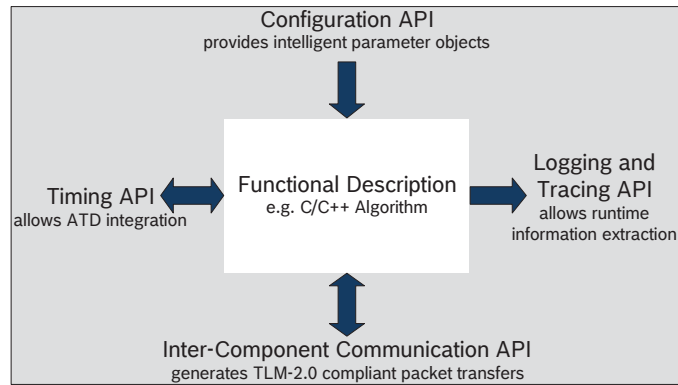 Configuration API
provides intelligent parameter objects
Functional Description
e.g. C/C++ Algorithm
Timing API
allows ATD integration
Logging and
Tracing API
allows runtime
information extraction
Inter-Component Communication API
generates TLM-2.0 compliant packet transfers